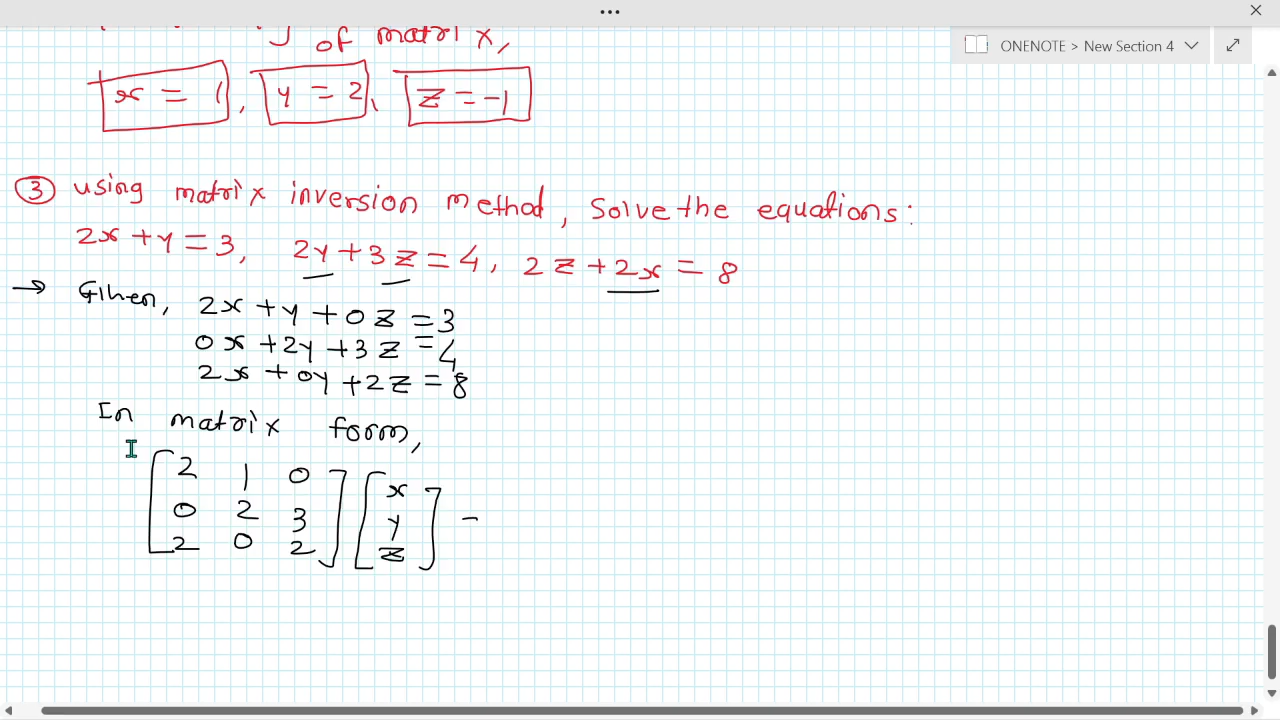 ONENOTE > New Section 4
of matrix,
x = 1, y = 2, z = -1
③ using matrix inversion method, Solve the equations:
2x + y = 3, 2y + 3z = 4, 2z + 2x = 8
→ Given, 2x + y + 0z = 3
0x + 2y + 3z = 4
2x + 0y + 2z = 8
In matrix form,
[2 1 0] [x]
[0 2 3] [y] -
[2 0 2] [z]